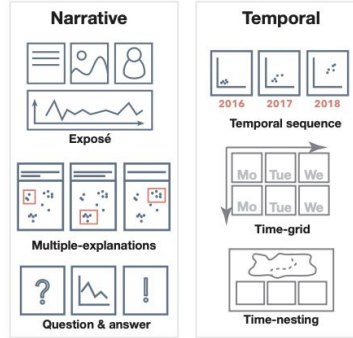 Narrative
Exposé
Multiple-explanations
?
!
Question & answer
Temporal
2016 2017 2018
Temporal sequence
Mo Tue We
Mo Tue We
Time-grid
Time-nesting